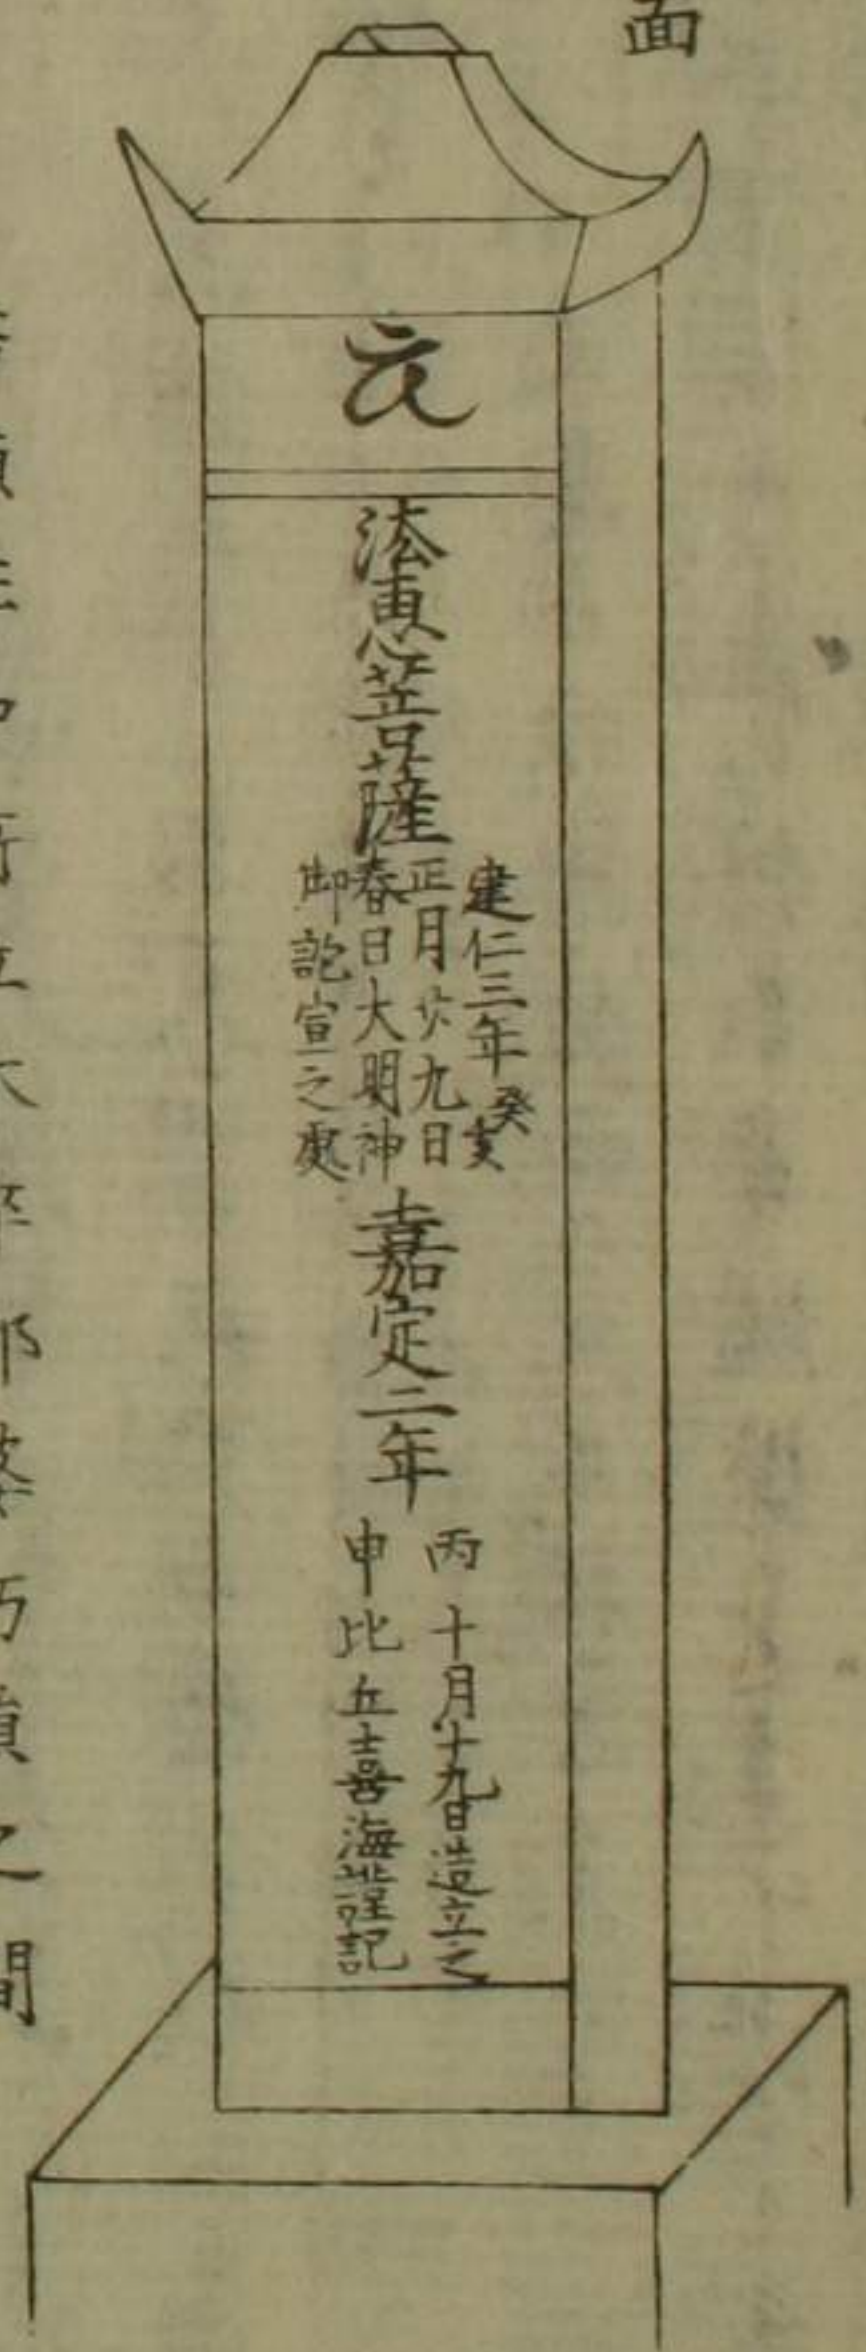 面
法惠菩薩
建仁三年癸亥
正月廿九日
春日大明神
御託宣之處
嘉定二年
丙 十月十九日造立之
申 比丘喜海謹記